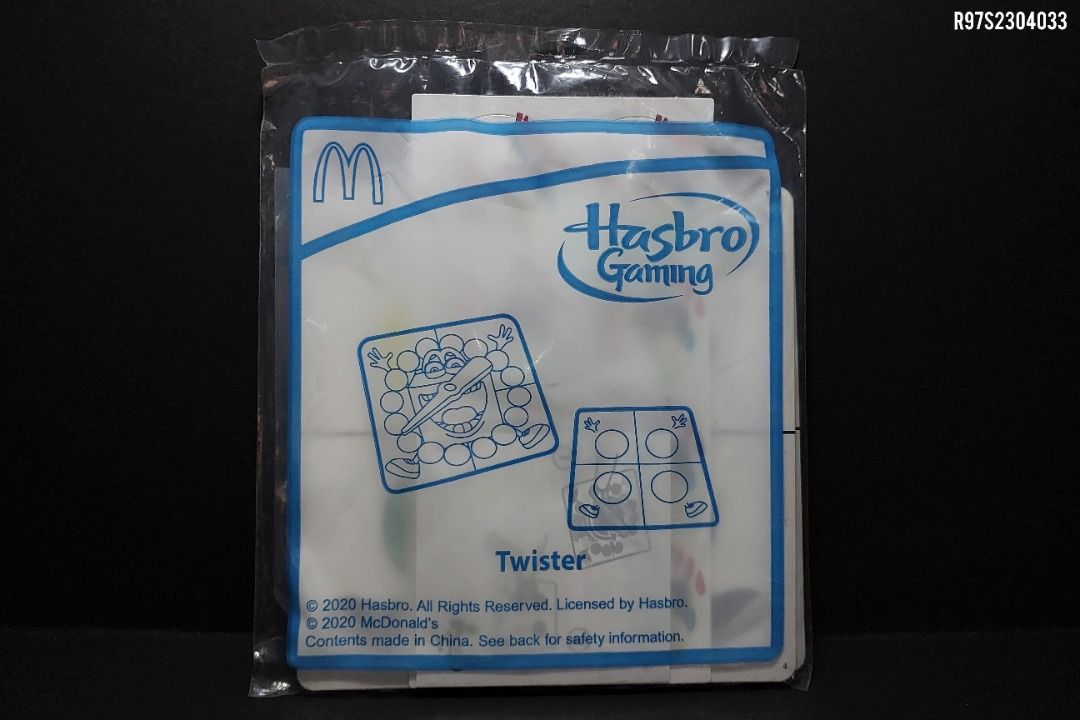 R97S2304033
M
Hasbro
Gaming
Twister
© 2020 Hasbro. All Rights Reserved. Licensed by Hasbro.
© 2020 McDonald's
Contents made in China. See back for safety information.
4